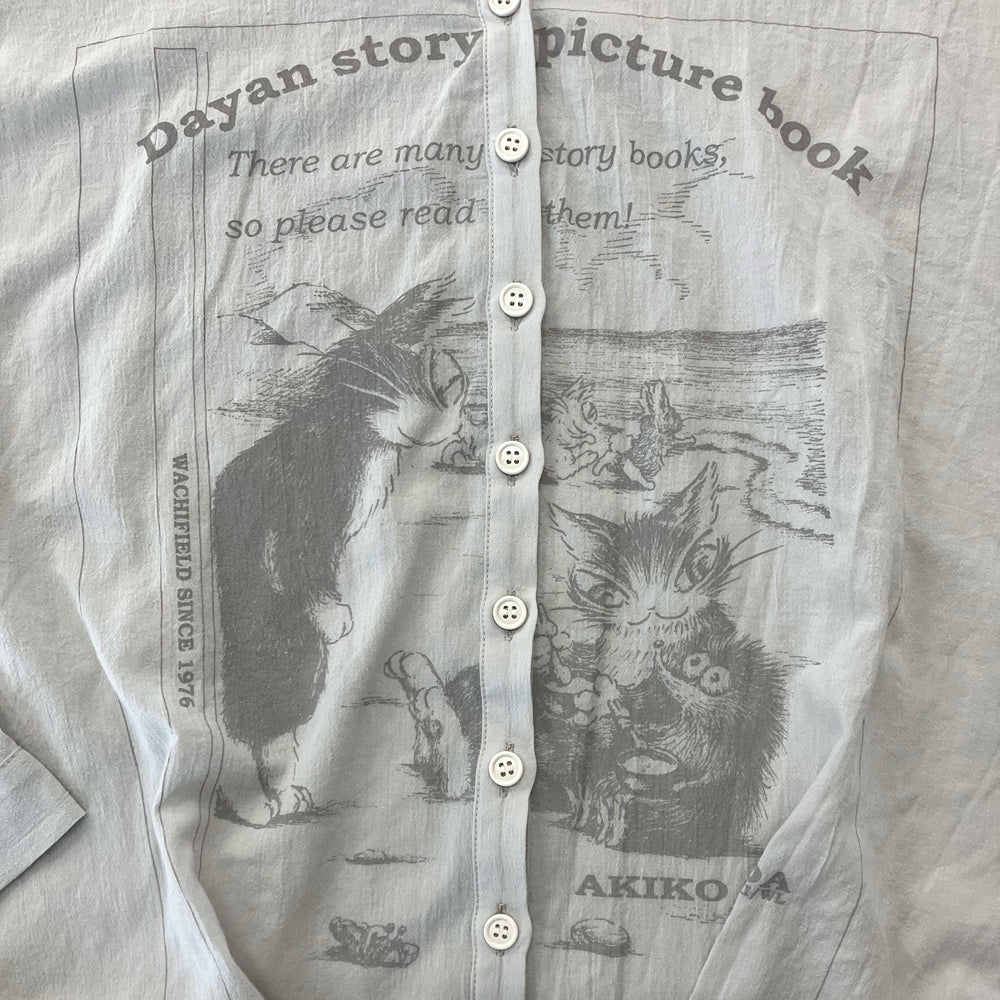 Dayan story picture book
There are many story books,
so please read them!
WACHIFIELD SINCE 1976
AKIKO